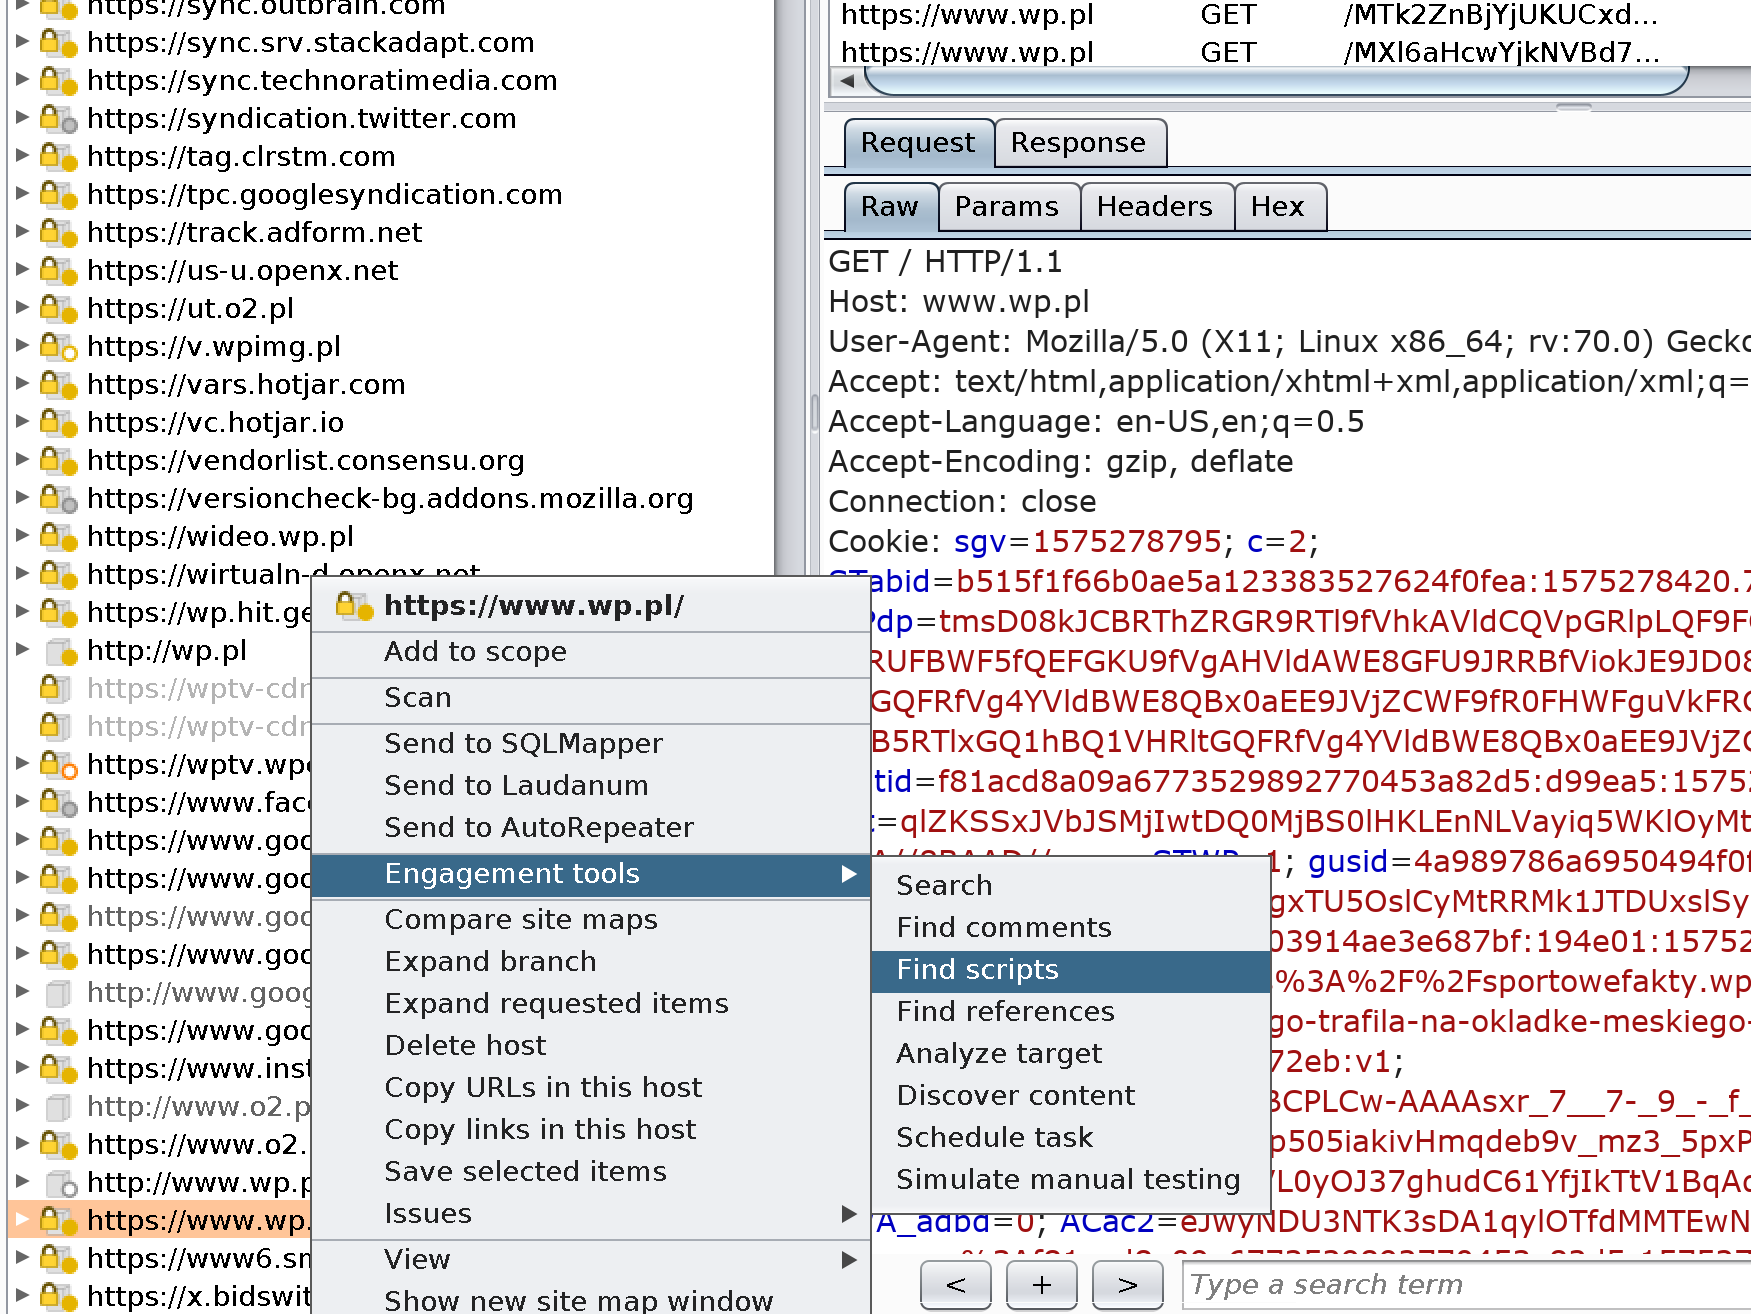 https://sync.outbrain.com
https://sync.srv.stackadapt.com
https://sync.technoratimedia.com
https://syndication.twitter.com
https://tag.clrstm.com
https://tpc.googlesyndication.com
https://track.adform.net
https://us-u.openx.net
https://ut.o2.pl
https://v.wpimg.pl
https://vars.hotjar.com
https://vc.hotjar.io
https://vendorlist.consensu.org
https://versioncheck-bg.addons.mozilla.org
https://wideo.wp.pl
https://wirtualn-d.openx.net
https://wp.hit.ge
http://wp.pl
https://wptv-cdn
https://wptv-cdn
https://wptv.wpc
https://www.fac
https://www.goo
https://www.goo
https://www.goo
https://www.goo
http://www.goog
https://www.goo
https://www.inst
http://www.o2.p
https://www.o2.
http://www.wp.p
https://www.wp.
https://www6.sm
https://x.bidswit
https://www.wp.pl/
Add to scope
Scan
Send to SQLMapper
Send to Laudanum
Send to AutoRepeater
Engagement tools
Compare site maps
Expand branch
Expand requested items
Delete host
Copy URLs in this host
Copy links in this host
Save selected items
Issues
View
Show new site map window
Search
Find comments
Find scripts
Find references
Analyze target
Discover content
Schedule task
Simulate manual testing
https://www.wp.pl GET /MTk2ZnBjYjUKUCxd...
https://www.wp.pl GET /MXl6aHcwYjkNVBd7...
Request Response
Raw Params Headers Hex
GET / HTTP/1.1
Host: www.wp.pl
User-Agent: Mozilla/5.0 (X11; Linux x86_64; rv:70.0) Gecko
Accept: text/html,application/xhtml+xml,application/xml;q=
Accept-Language: en-US,en;q=0.5
Accept-Encoding: gzip, deflate
Connection: close
Cookie: sgv=1575278795; c=2;
STabid=b515f1f66b0ae5a123383527624f0fea:1575278420.7
dp=tmsD08kJCBRThZRGR9RTl9fVhkAVldCQVpGRlpLQF9F
RUFBWF5fQEFGKU9fVgAHVldAWE8GFU9JRRBfViokJE9JD08
GQFRfVg4YVldBWE8QBx0aEE9JVjZCWF9fR0FHWFguVkFR
B5RTlxGQ1hBQ1VHRltGQFRfVg4YVldBWE8QBx0aEE9JVjZ
tid=f81acd8a09a6773529892770453a82d5:d99ea5:1575
=qlZKSSxJVbJSMjIwtDQ0MjBS0lHKLEnNLVayiq5WKlOyMt
1; gusid=4a989786a6950494f0f
gxTU5OslCyMtRRMk1JTDUxslSy
03914ae3e687bf:194e01:15752
%3A%2F%2Fsportowefakty.wp
go-trafila-na-okladke-meskiego-
72eb:v1;
BCPLCw-AAAAsxr_7__7-_9_-_f_
p505iakivHmqdeb9v_mz3_5pxP
/L0yOJ37ghudC61YfjIkTtV1BqAc
A_adbd=0; ACac2=eJwyNDU3NTK3sDA1qylOTfdMMTEwN
< + > Type a search term